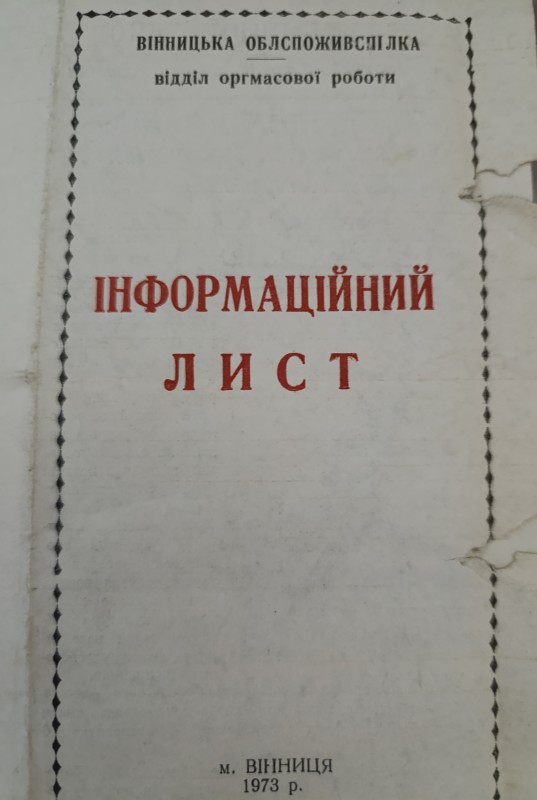 ВІННИЦЬКА ОБЛСПОЖИВСПІЛКА
відділ оргмасової роботи
ІНФОРМАЦІЙНИЙ
ЛИСТ
м. ВІННИЦЯ
1973 р.